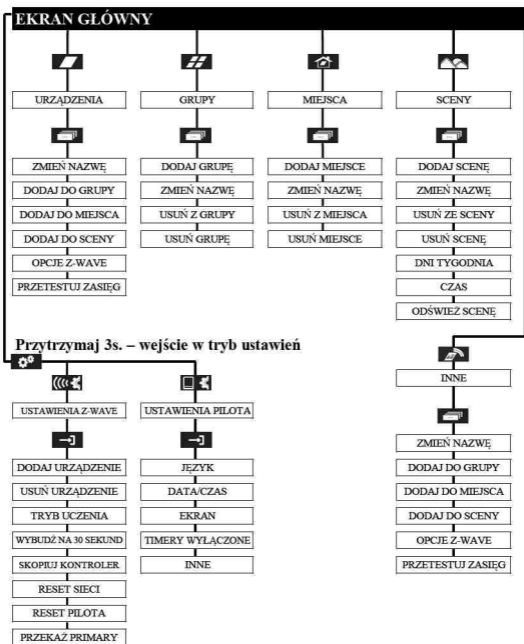 EKRAN GŁÓWNY
URZĄDZENIA
ZMIEŃ NAZWĘ
DODAJ DO GRUPY
DODAJ DO MIEJSCA
DODAJ DO SCENY
OPCJE Z-WAVE
PRZETESTUJ ZASIĘG
GRUPY
DODAJ GRUPĘ
ZMIEŃ NAZWĘ
USUŃ Z GRUPY
USUŃ GRUPĘ
MIEJSCA
DODAJ MIEJSCE
ZMIEŃ NAZWĘ
USUŃ Z MIEJSCA
USUŃ MIEJSCE
SCENY
DODAJ SCENĘ
ZMIEŃ NAZWĘ
USUŃ ZE SCENY
USUŃ SCENĘ
DNI TYGODNIA
CZAS
ODŚWIEŻ SCENĘ
Przytrzymaj 3s. – wejście w tryb ustawień
USTAWIENIA Z-WAVE
DODAJ URZĄDZENIE
USUŃ URZĄDZENIE
TRYB UCZENIA
WYBUDŹ NA 30 SEKUND
SKOPIUJ KONTROLER
RESET SIECI
RESET PILOTA
PRZEKAŻ PRIMARY
USTAWIENIA PILOTA
JĘZYK
DATA/CZAS
EKRAN
TIMERY WYŁĄCZONE
INNE
INNE
ZMIEŃ NAZWĘ
DODAJ DO GRUPY
DODAJ DO MIEJSCA
DODAJ DO SCENY
OPCJE Z-WAVE
PRZETESTUJ ZASIĘG